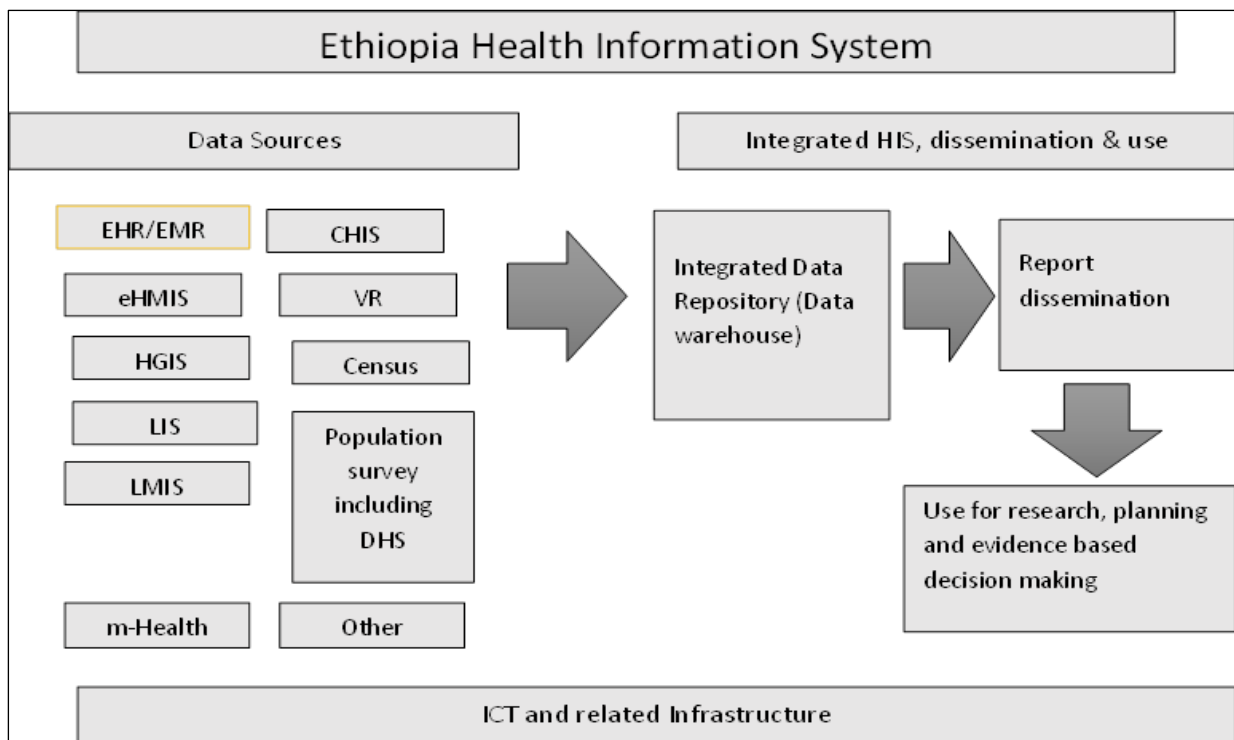 Ethiopia Health Information System
Data Sources
Integrated HIS, dissemination & use
EHR/EMR
CHIS
eHMIS
VR
HGIS
Census
LIS
LMIS
Population
survey
including
DHS
m-Health
Other
Integrated Data
Repository (Data
warehouse)
Report
dissemination
Use for research, planning
and evidence based
decision making
ICT and related Infrastructure